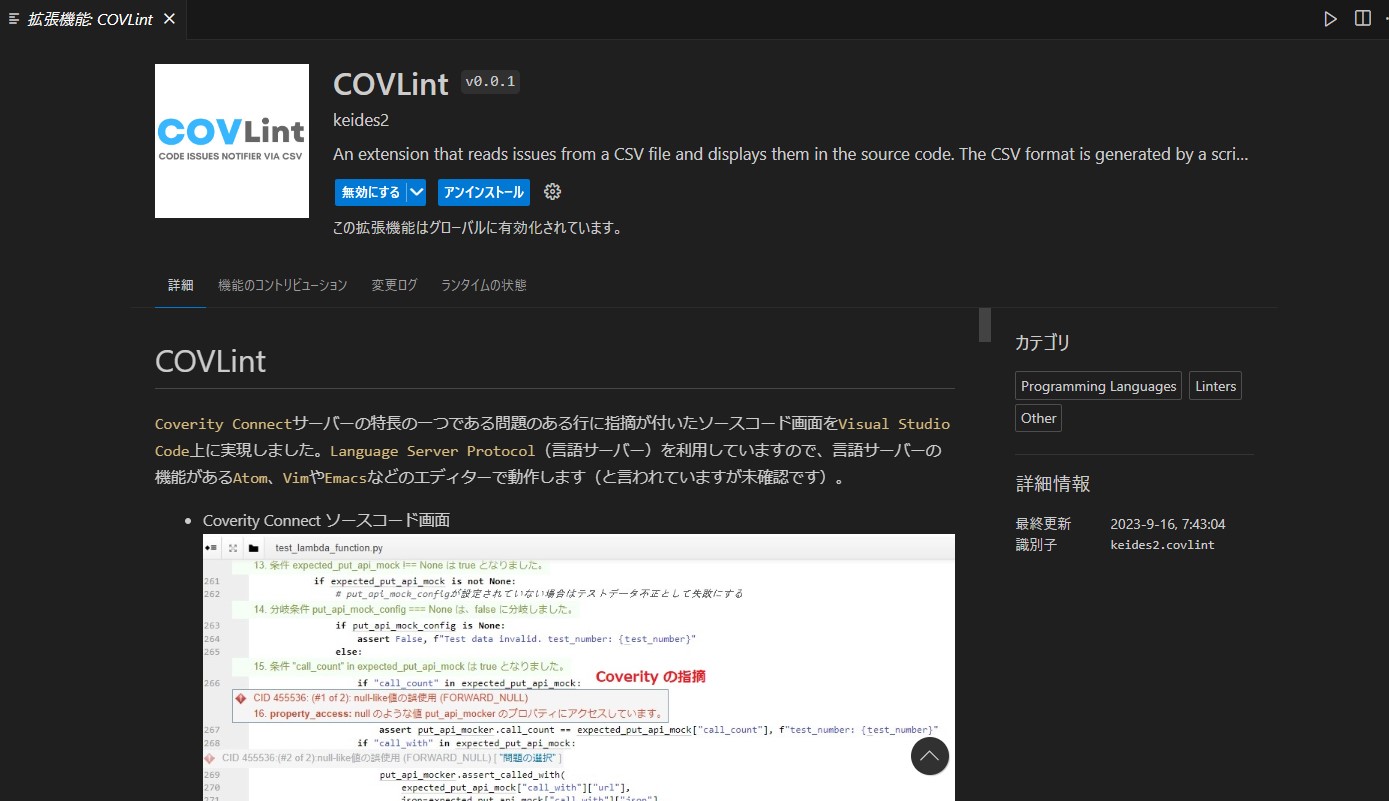 拡張機能: COVLint
COVLint
CODE ISSUES NOTIFIER VIA CSV
COVLint v0.0.1
keides2
An extension that reads issues from a CSV file and displays them in the source code. The CSV format is generated by a scri...
無効にする アンインストール
この拡張機能はグローバルに有効化されています。
詳細 機能のコントリビューション 変更ログ ランタイムの状態
COVLint
Coverity Connectサーバーの特長の一つである問題のある行に指摘が付いたソースコード画面をVisual Studio
Code上に実現しました。Language Server Protocol（言語サーバー）を利用していますので、言語サーバーの
機能があるAtom、VimやEmacsなどのエディターで動作します（と言われていますが未確認です）。
• Coverity Connect ソースコード画面
test_lambda_function.py
13. 条件 expected_put_api_mock !== None は true となりました。
261 if expected_put_api_mock is not None:
262 # put_api_mock_configが設定されていない場合はテストデータ不正として失敗にする
14. 分岐条件 put_api_mock_config === None は、false に分岐しました。
263 if put_api_mock_config is None:
264 assert False, f"Test data invalid. test_number: {test_number}"
265 else:
15. 条件 "call_count" in expected_put_api_mock は true となりました。
Coverity の指摘
266 if "call_count" in expected_put_api_mock:
CID 455536: (#1 of 2): null-like値の誤使用 (FORWARD_NULL)
16. property_access: null のような値 put_api_mocker のプロパティにアクセスしています。
267 assert put_api_mocker.call_count == expected_put_api_mock["call_count"], f"test_number: {test_number}"
268 if "call_with" in expected_put_api_mock:
CID 455536:(#2 of 2):null-like値の誤使用 (FORWARD_NULL) [ "問題の選択" ]
269 put_api_mocker.assert_called_with(
270 expected_put_api_mock["call_with"]["url"],
271 json=expected_put_api_mock["call_with"]["json"]
カテゴリ
Programming Languages Linters
Other
詳細情報
最終更新 2023-9-16, 7:43:04
識別子 keides2.covlint